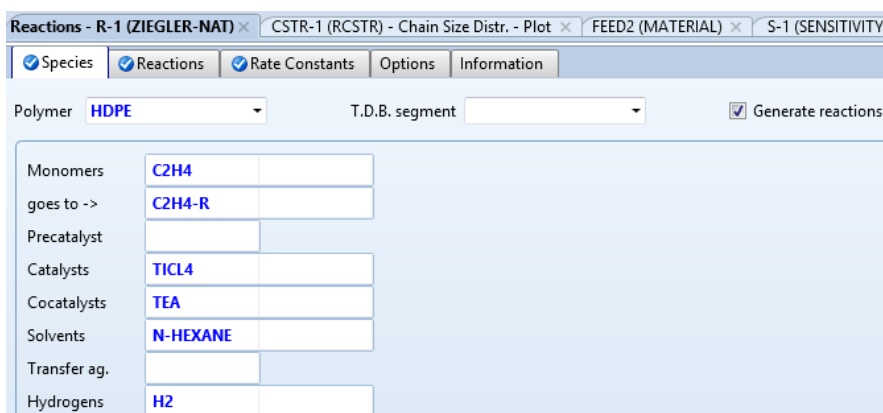 Reactions - R-1 (ZIEGLER-NAT) × CSTR-1 (RCSTR) - Chain Size Distr. - Plot × FEED2 (MATERIAL) × S-1 (SENSITIVITY
Species Reactions Rate Constants Options Information
Polymer HDPE T.D.B. segment Generate reactions
Monomers C2H4
goes to -> C2H4-R
Precatalyst
Catalysts TICL4
Cocatalysts TEA
Solvents N-HEXANE
Transfer ag.
Hydrogens H2